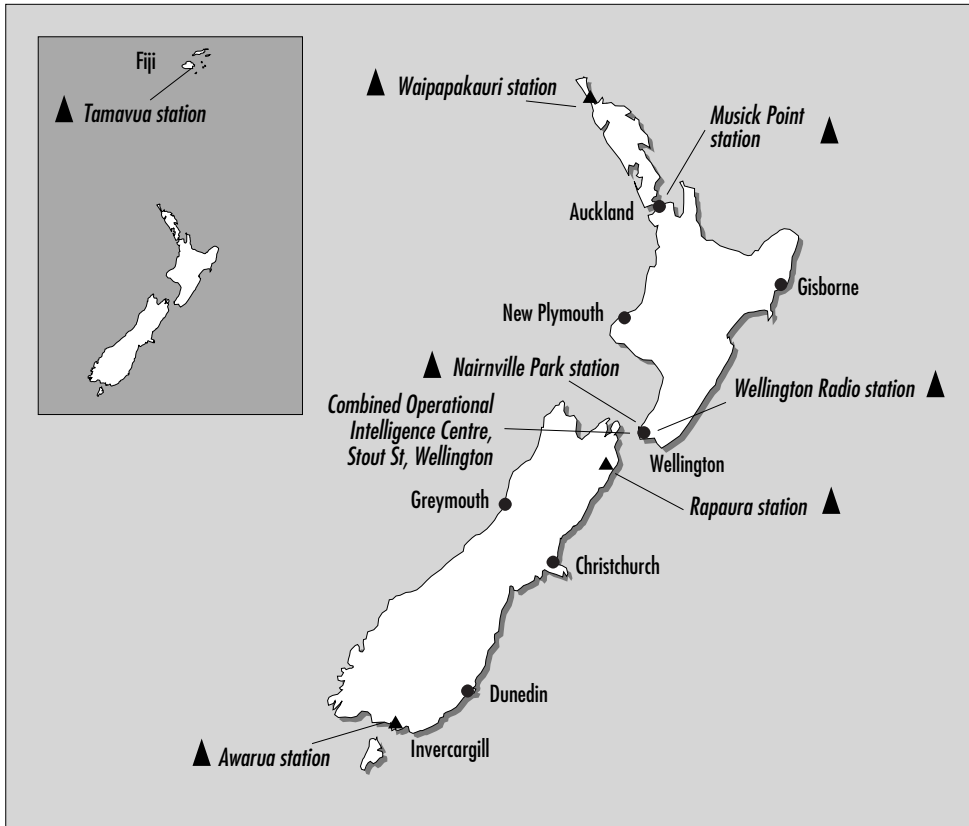 Fiji
Tamavua station
Waipapakauri station
Musick Point
station
Auckland
Gisborne
New Plymouth
Nairnville Park station
Wellington Radio station
Combined Operational
Intelligence Centre,
Stout St, Wellington
Wellington
Greymouth
Rapaura station
Christchurch
Dunedin
Awarua station
Invercargill